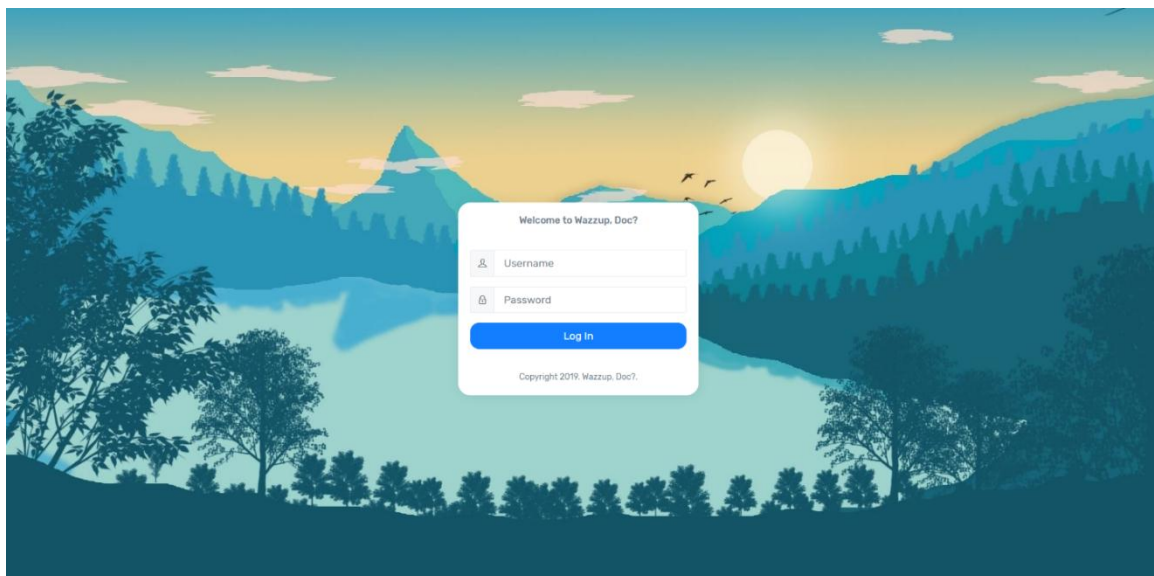 Welcome to Wazzup, Doc?
Username
Password
Log In
Copyright 2019. Wazzup, Doc?.